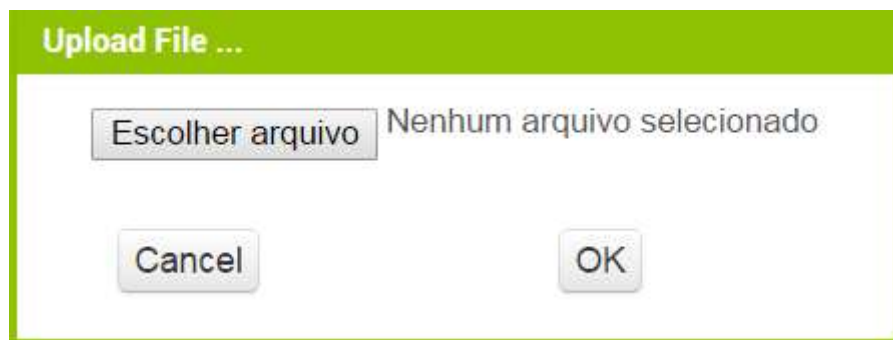 Upload File ...
Escolher arquivo Nenhum arquivo selecionado
Cancel OK